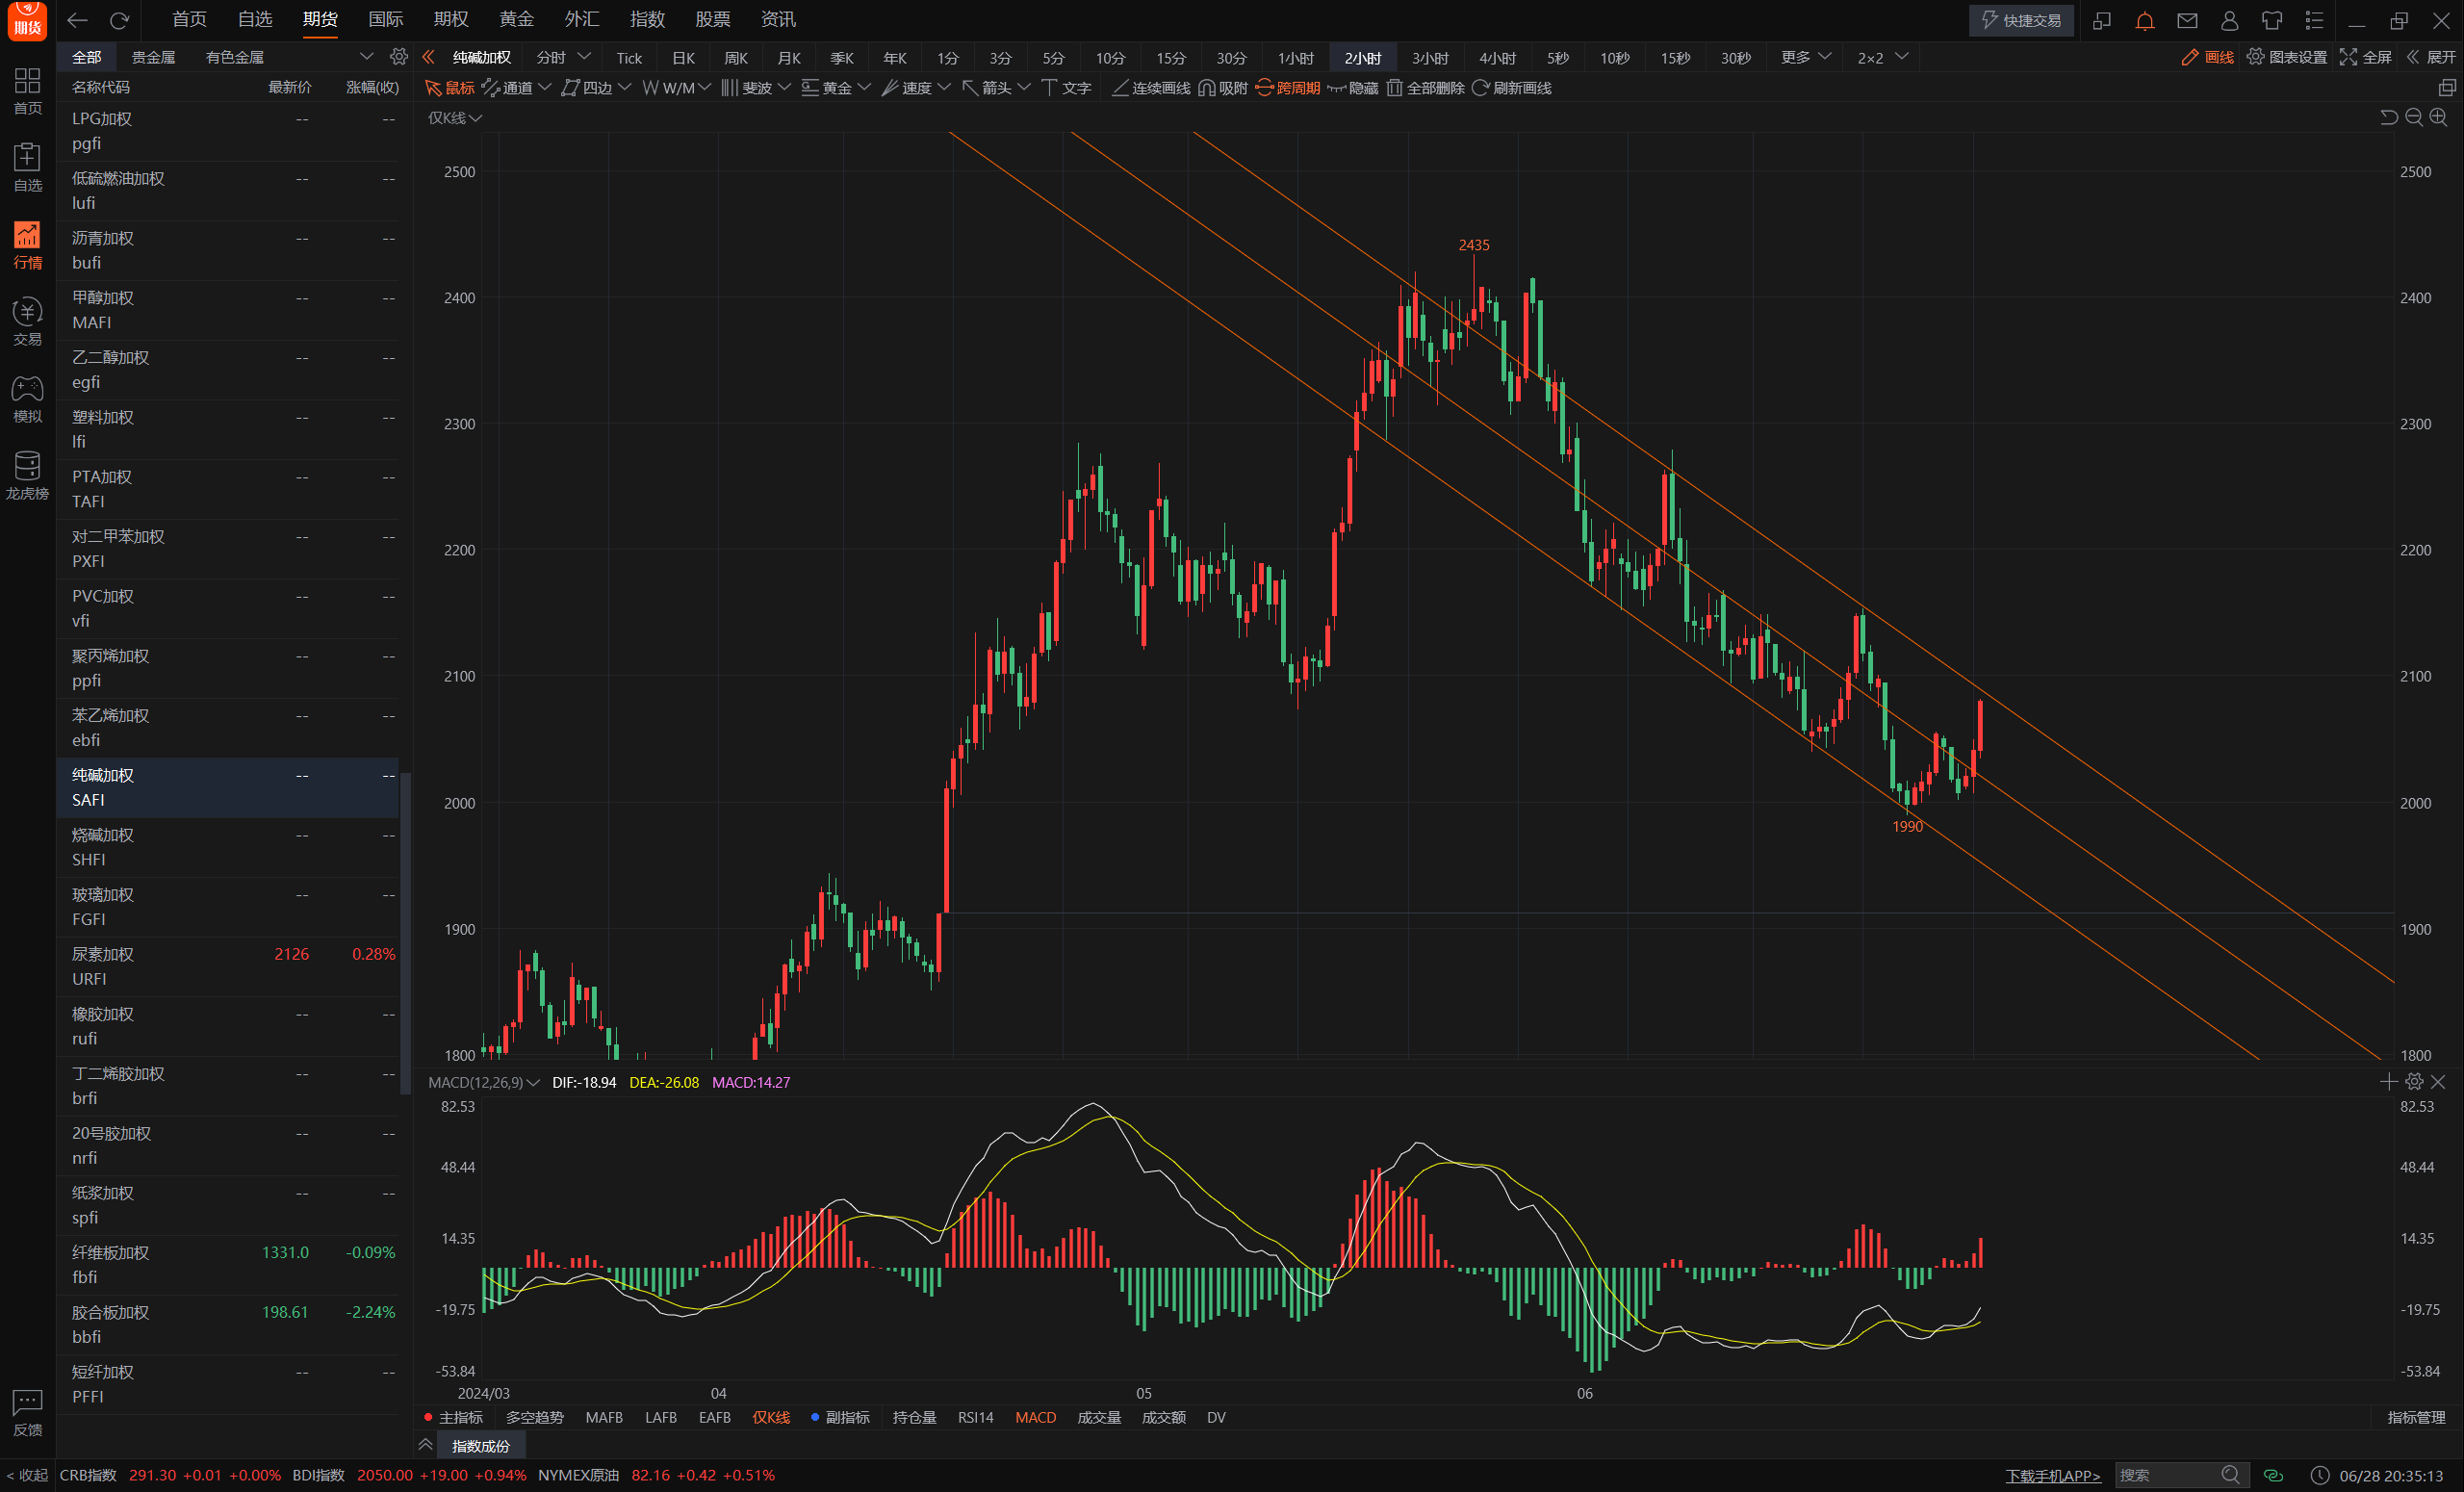 期货 首页 自选 期货 国际 期权 黄金 外汇 指数 股票 资讯 快捷交易
全部 贵金属 有色金属 纯碱加权 分时 Tick 日K 周K 月K 季K 年K 1分 3分 5分 10分 15分 30分 1小时 2小时 3小时 4小时 5秒 10秒 15秒 30秒 更多 2×2 画线 图表设置 全屏 展开
名称代码 最新价 涨幅(收) 鼠标 通道 四边 W/M 斐波 黄金 速度 箭头 文字 连续画线 吸附 跨周期 隐藏 全部删除 刷新画线
首页
自选
行情
交易
模拟
龙虎榜
反馈
LPG加权 -- --
pgfi
低硫燃油加权 -- --
lufi
沥青加权 -- --
bufi
甲醇加权 -- --
MAFI
乙二醇加权 -- --
egfi
塑料加权 -- --
lfi
PTA加权 -- --
TAFI
对二甲苯加权 -- --
PXFI
PVC加权 -- --
vfi
聚丙烯加权 -- --
ppfi
苯乙烯加权 -- --
ebfi
纯碱加权 -- --
SAFI
烧碱加权 -- --
SHFI
玻璃加权 -- --
FGFI
尿素加权 2126 0.28%
URFI
橡胶加权 -- --
rufi
丁二烯胶加权 -- --
brfi
20号胶加权 -- --
nrfi
纸浆加权 -- --
spfi
纤维板加权 1331.0 -0.09%
fbfi
胶合板加权 198.61 -2.24%
bbfi
短纤加权 -- --
PFFI
仅K线
2500 2500
2435
2400 2400
2300 2300
2200 2200
2100 2100
2000 2000
1990
1900 1900
1800 1800
MACD(12,26,9) DIF:-18.94 DEA:-26.08 MACD:14.27
82.53 82.53
48.44 48.44
14.35 14.35
-19.75 -19.75
-53.84 -53.84
2024/03 04 05 06
主指标 多空趋势 MAFB LAFB EAFB 仅K线 副指标 持仓量 RSI14 MACD 成交量 成交额 DV 指标管理
指数成份
< 收起 CRB指数 291.30 +0.01 +0.00% BDI指数 2050.00 +19.00 +0.94% NYMEX原油 82.16 +0.42 +0.51% 下载手机APP> 搜索 06/28 20:35:13